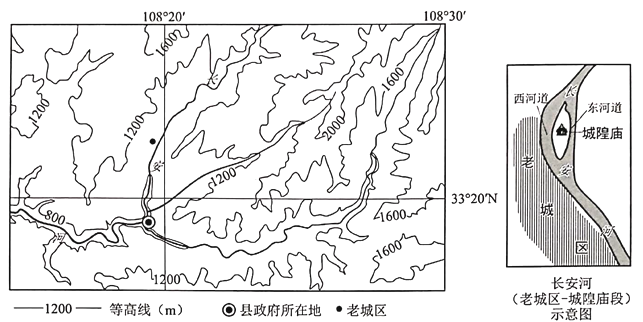 108°20′
108°30′
1600
1200
1200
长
1600
2000
安
1200
33°20′N
800
河
1600
1600
1200
—1200— 等高线（m） 县政府所在地 老城区
长
西河道
东河道
城隍庙
安
老
城
区
河
长安河
（老城区-城隍庙段）
示意图